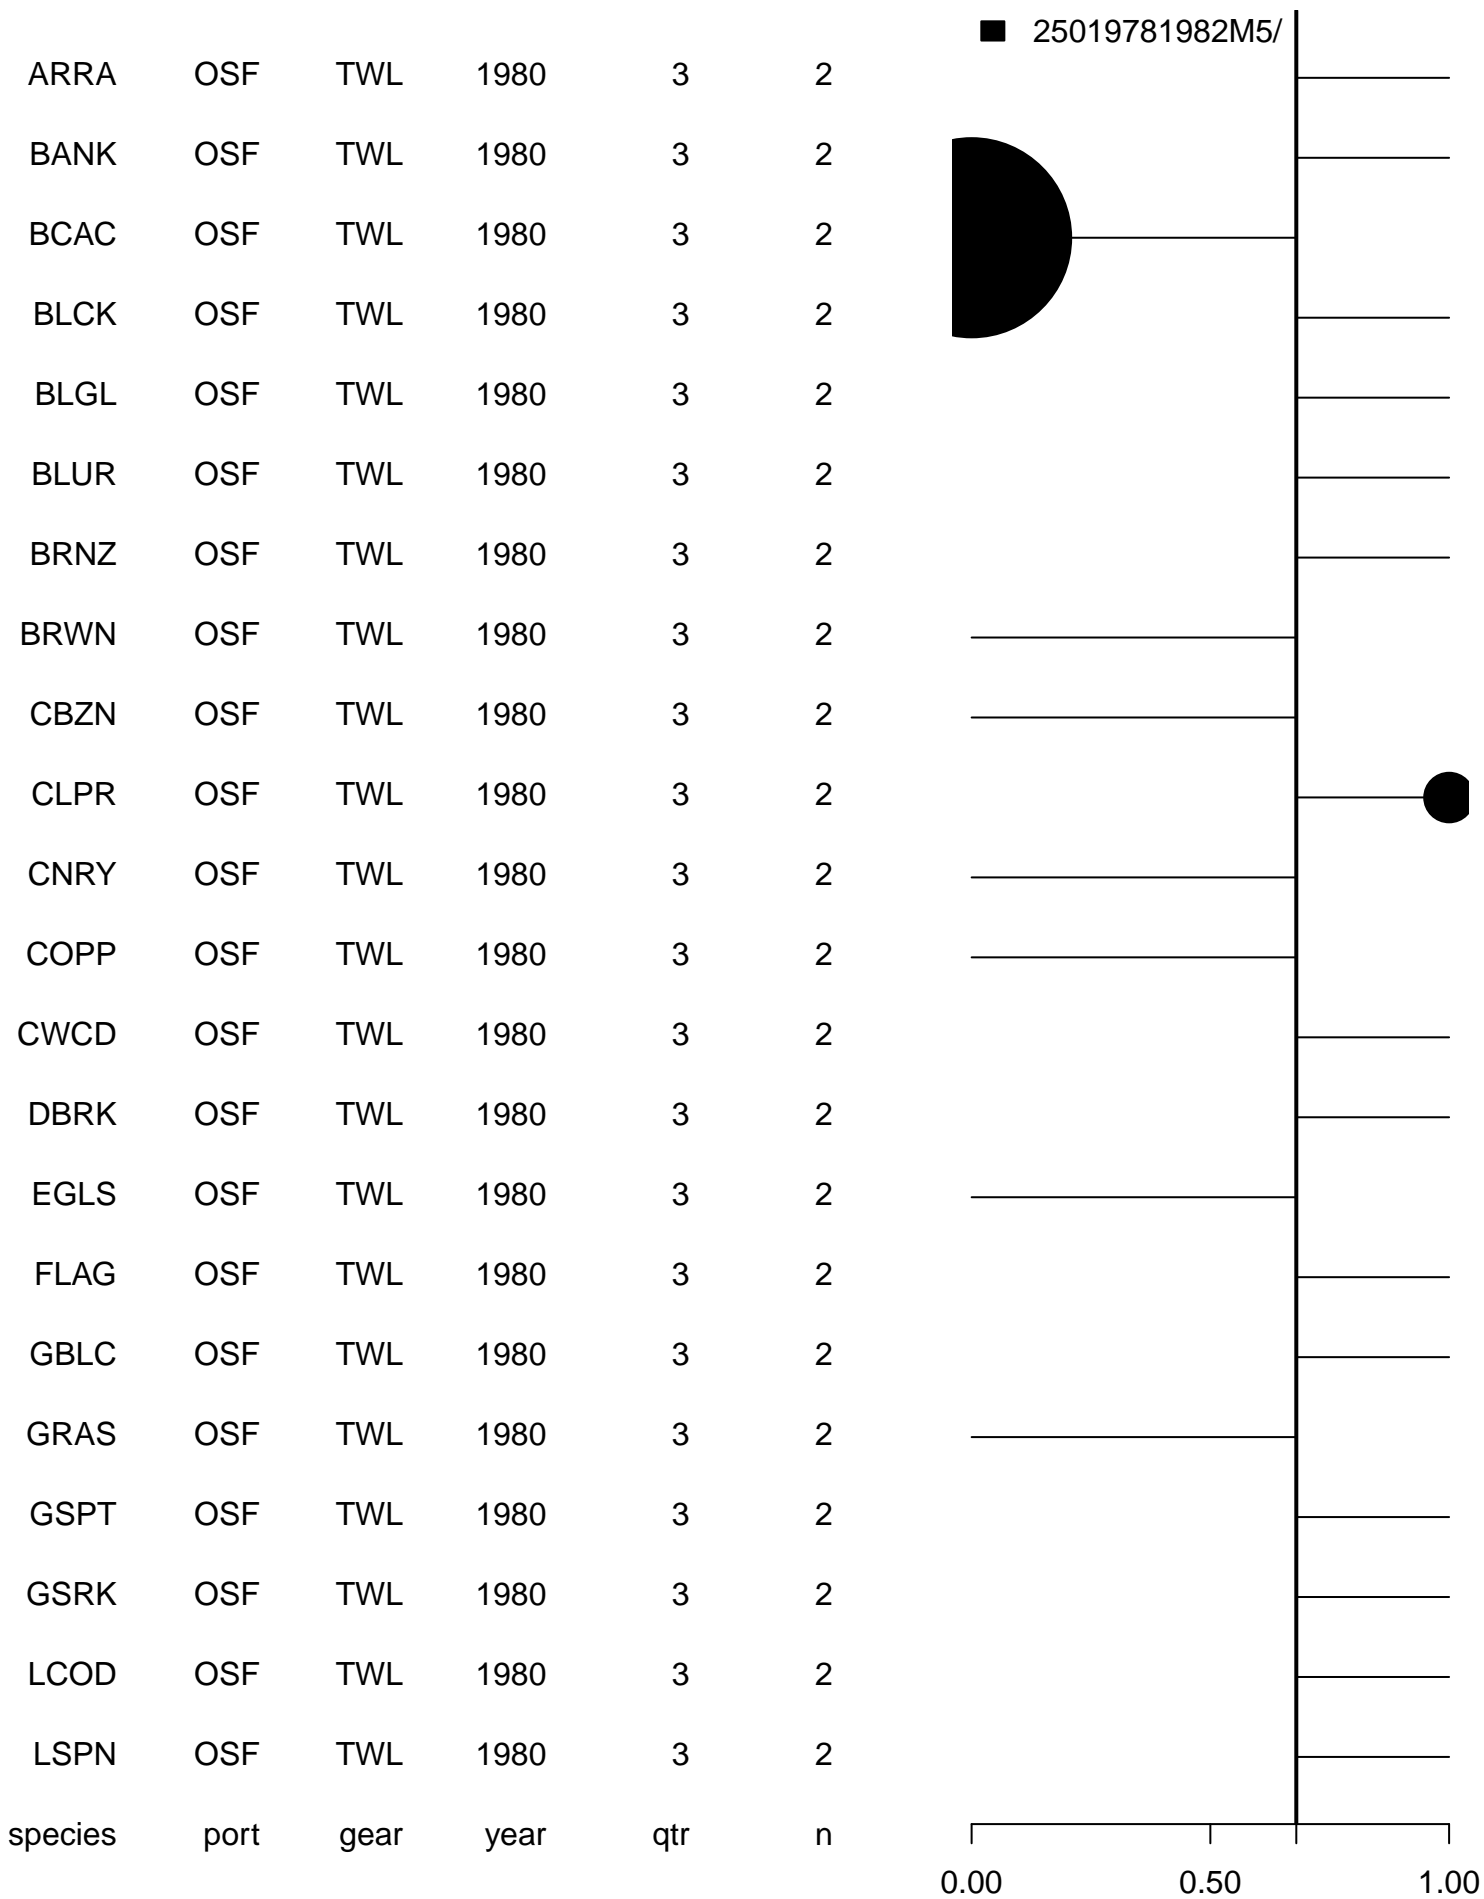 25019781982M5/
ARRA OSF TWL 1980 3 2
BANK OSF TWL 1980 3 2
BCAC OSF TWL 1980 3 2
BLCK OSF TWL 1980 3 2
BLGL OSF TWL 1980 3 2
BLUR OSF TWL 1980 3 2
BRNZ OSF TWL 1980 3 2
BRWN OSF TWL 1980 3 2
CBZN OSF TWL 1980 3 2
CLPR OSF TWL 1980 3 2
CNRY OSF TWL 1980 3 2
COPP OSF TWL 1980 3 2
CWCD OSF TWL 1980 3 2
DBRK OSF TWL 1980 3 2
EGLS OSF TWL 1980 3 2
FLAG OSF TWL 1980 3 2
GBLC OSF TWL 1980 3 2
GRAS OSF TWL 1980 3 2
GSPT OSF TWL 1980 3 2
GSRK OSF TWL 1980 3 2
LCOD OSF TWL 1980 3 2
LSPN OSF TWL 1980 3 2
species port gear year qtr n
0.00 0.50 1.00